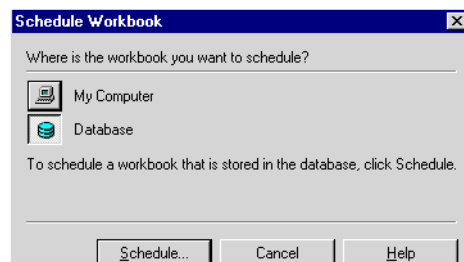 Schedule Workbook
Where is the workbook you want to schedule?
My Computer
Database
To schedule a workbook that is stored in the database, click Schedule.
Schedule... Cancel Help